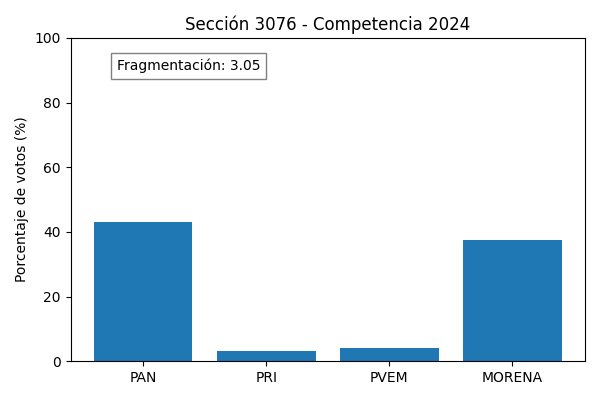 Sección 3076 - Competencia 2024
Fragmentación: 3.05
Porcentaje de votos (%)
100
80
60
40
20
0
PAN PRI PVEM MORENA